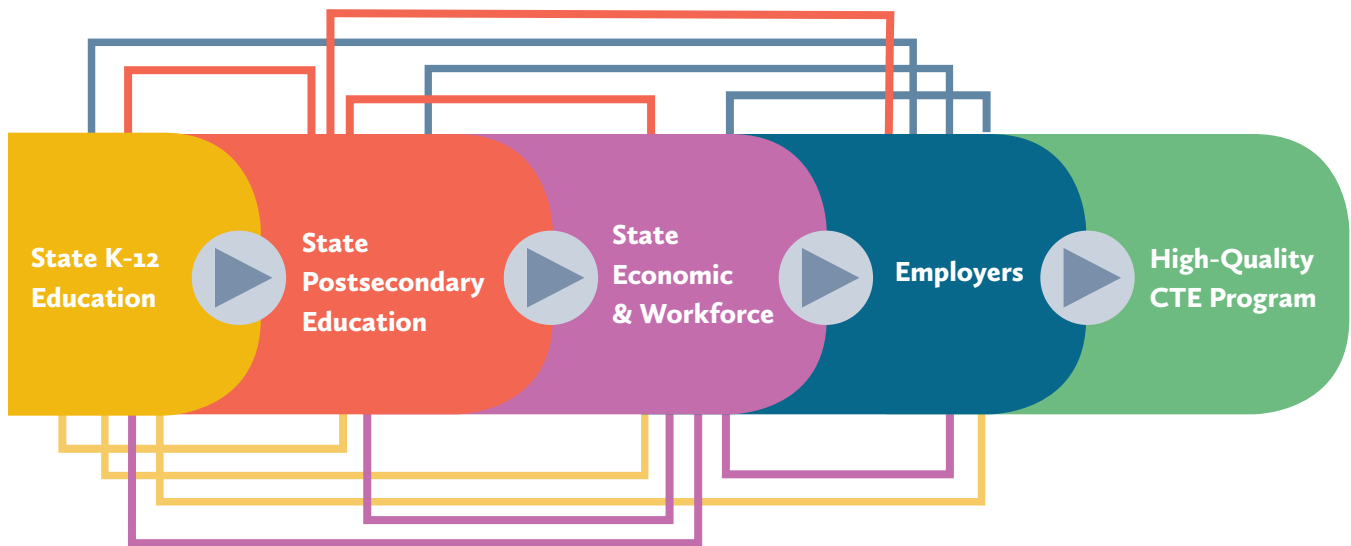 State K-12
Education
State
Postsecondary
Education
State
Economic
& Workforce
Employers
High-Quality
CTE Program